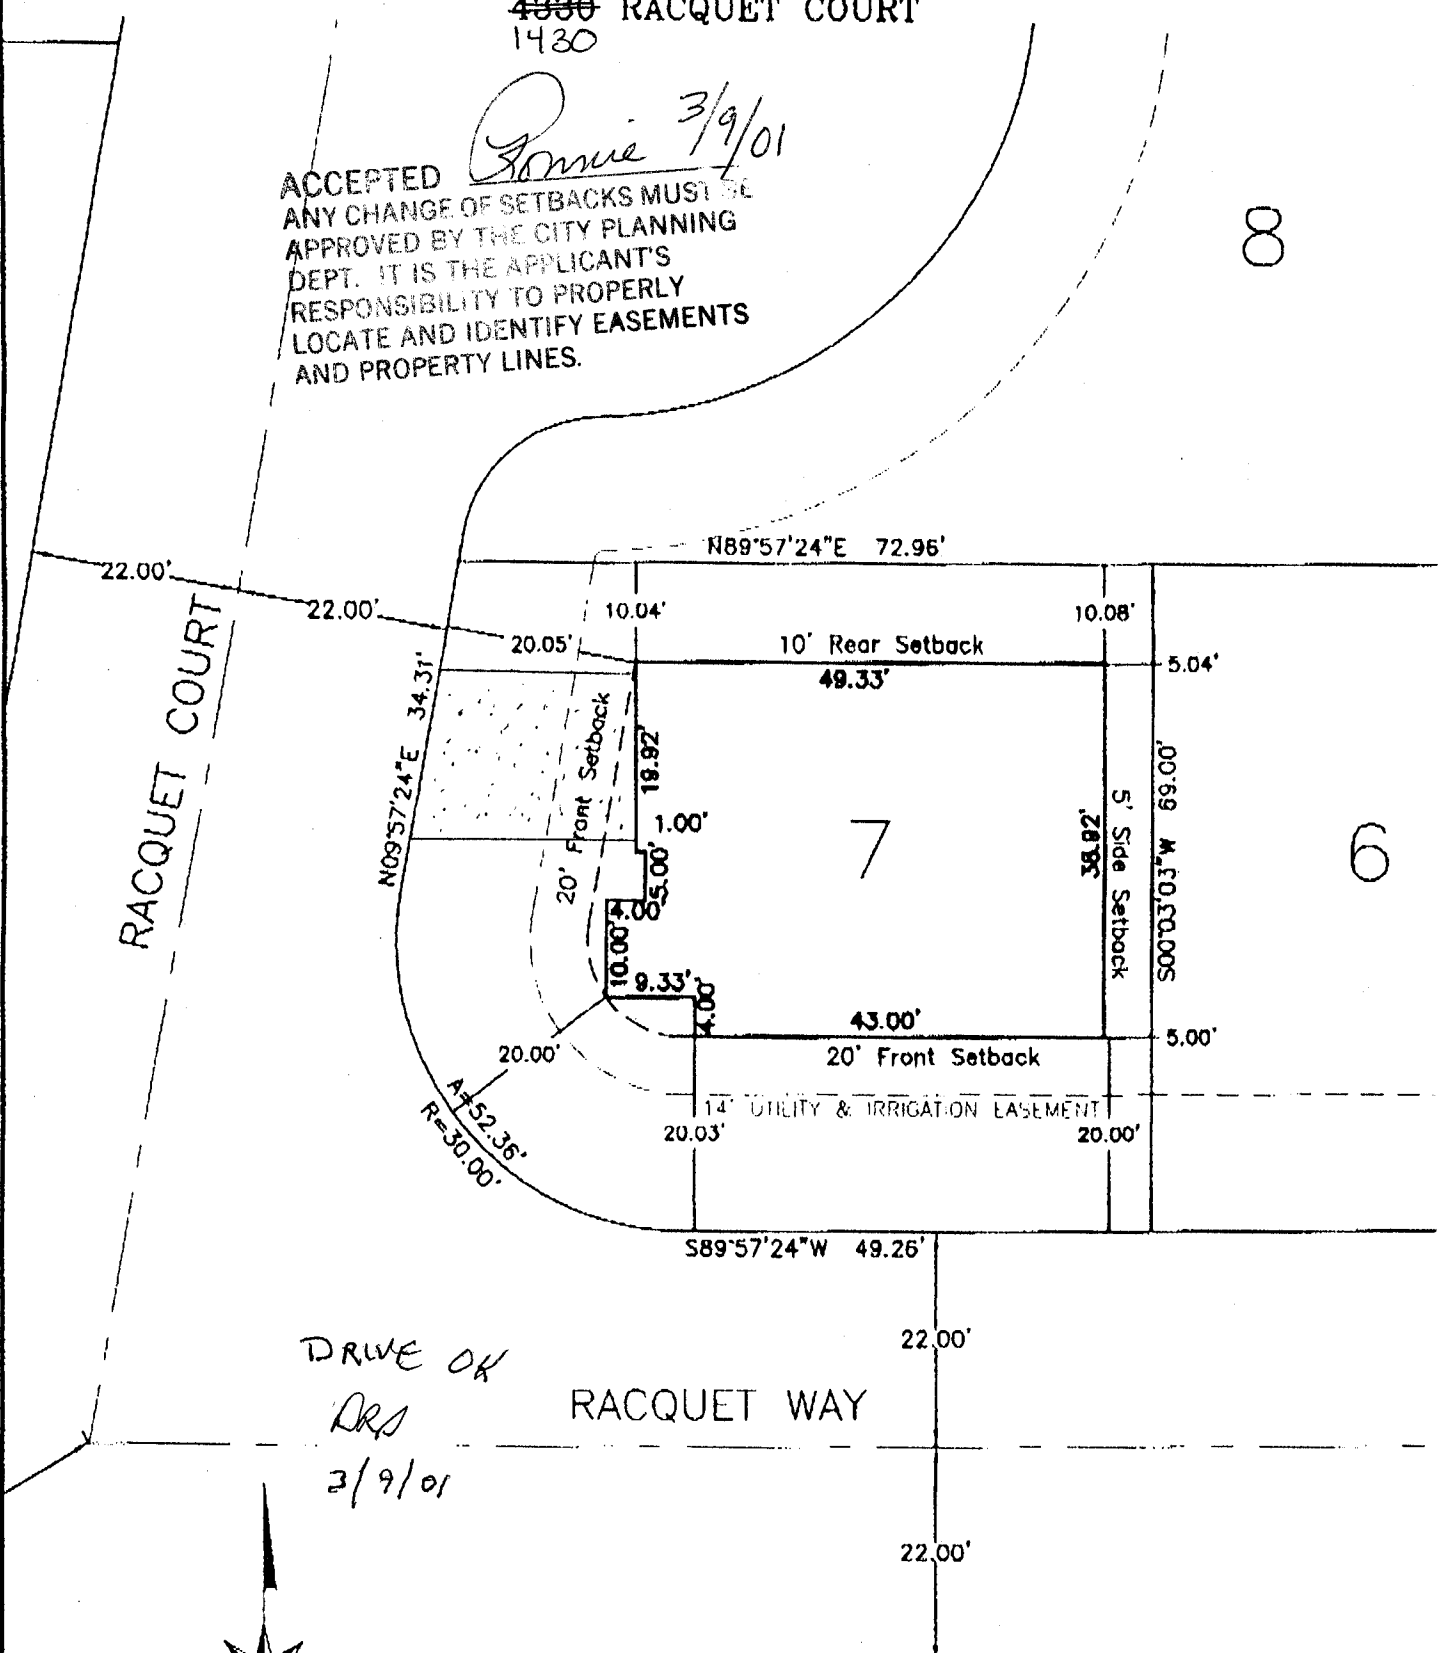 4330 RACQUET COURT
1430
Ronnie 3/9/01
ACCEPTED
ANY CHANGE OF SETBACKS MUST BE
APPROVED BY THE CITY PLANNING
DEPT. IT IS THE APPLICANT'S
RESPONSIBILITY TO PROPERLY
LOCATE AND IDENTIFY EASEMENTS
AND PROPERTY LINES.
8
N89°57'24"E 72.96'
22.00'
22.00'
20.05'
10.04'
10.08'
10' Rear Setback
5.04'
49.33'
RACQUET COURT
N09°57'24"E 34.31'
20' Front Setback
19.92'
1.00'
5.00'
4.00'
10.00'
9.33'
4.00'
7
38.92'
5' Side Setback
S00°03'03"W 69.00'
6
43.00'
5.00'
20' Front Setback
20.00'
A=52.36'
R=30.00'
14' UTILITY & IRRIGATION EASEMENT
20.03'
20.00'
S89°57'24"W 49.26'
22.00'
DRIVE OK
3/9/01
RACQUET WAY
22.00'